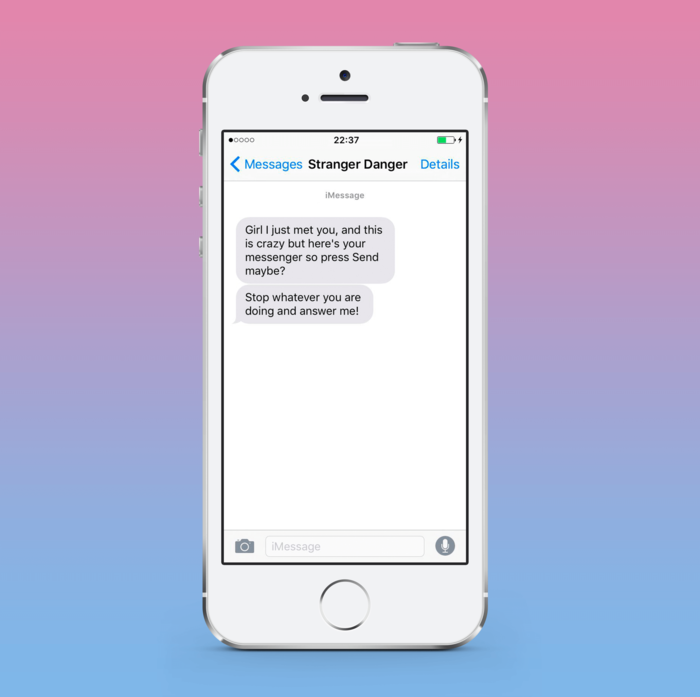 22:37
Messages Stranger Danger Details
iMessage
Girl I just met you, and this
is crazy but here's your
messenger so press Send
maybe?
Stop whatever you are
doing and answer me!
iMessage